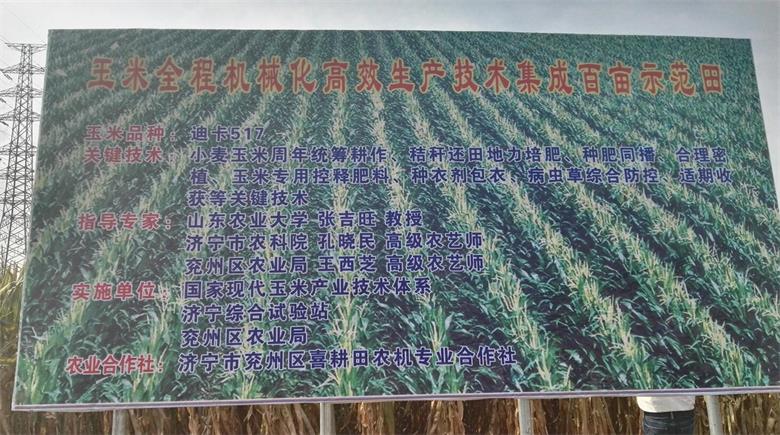 玉米全程机械化高效生产技术集成百亩示范田
玉米品种：迪卡517
关键技术：小麦玉米周年统筹耕作、秸秆还田地力培肥、种肥同播、合理密
植、玉米专用控释肥料、种衣剂包衣、病虫草综合防控、适期收
获等关键技术
指导专家：山东农业大学 张吉旺 教授
济宁市农科院 孔晓民 高级农艺师
兖州区农业局 王西芝 高级农艺师
实施单位：国家现代玉米产业技术体系
济宁综合试验站
兖州区农业局
农业合作社：济宁市兖州区喜耕田农机专业合作社